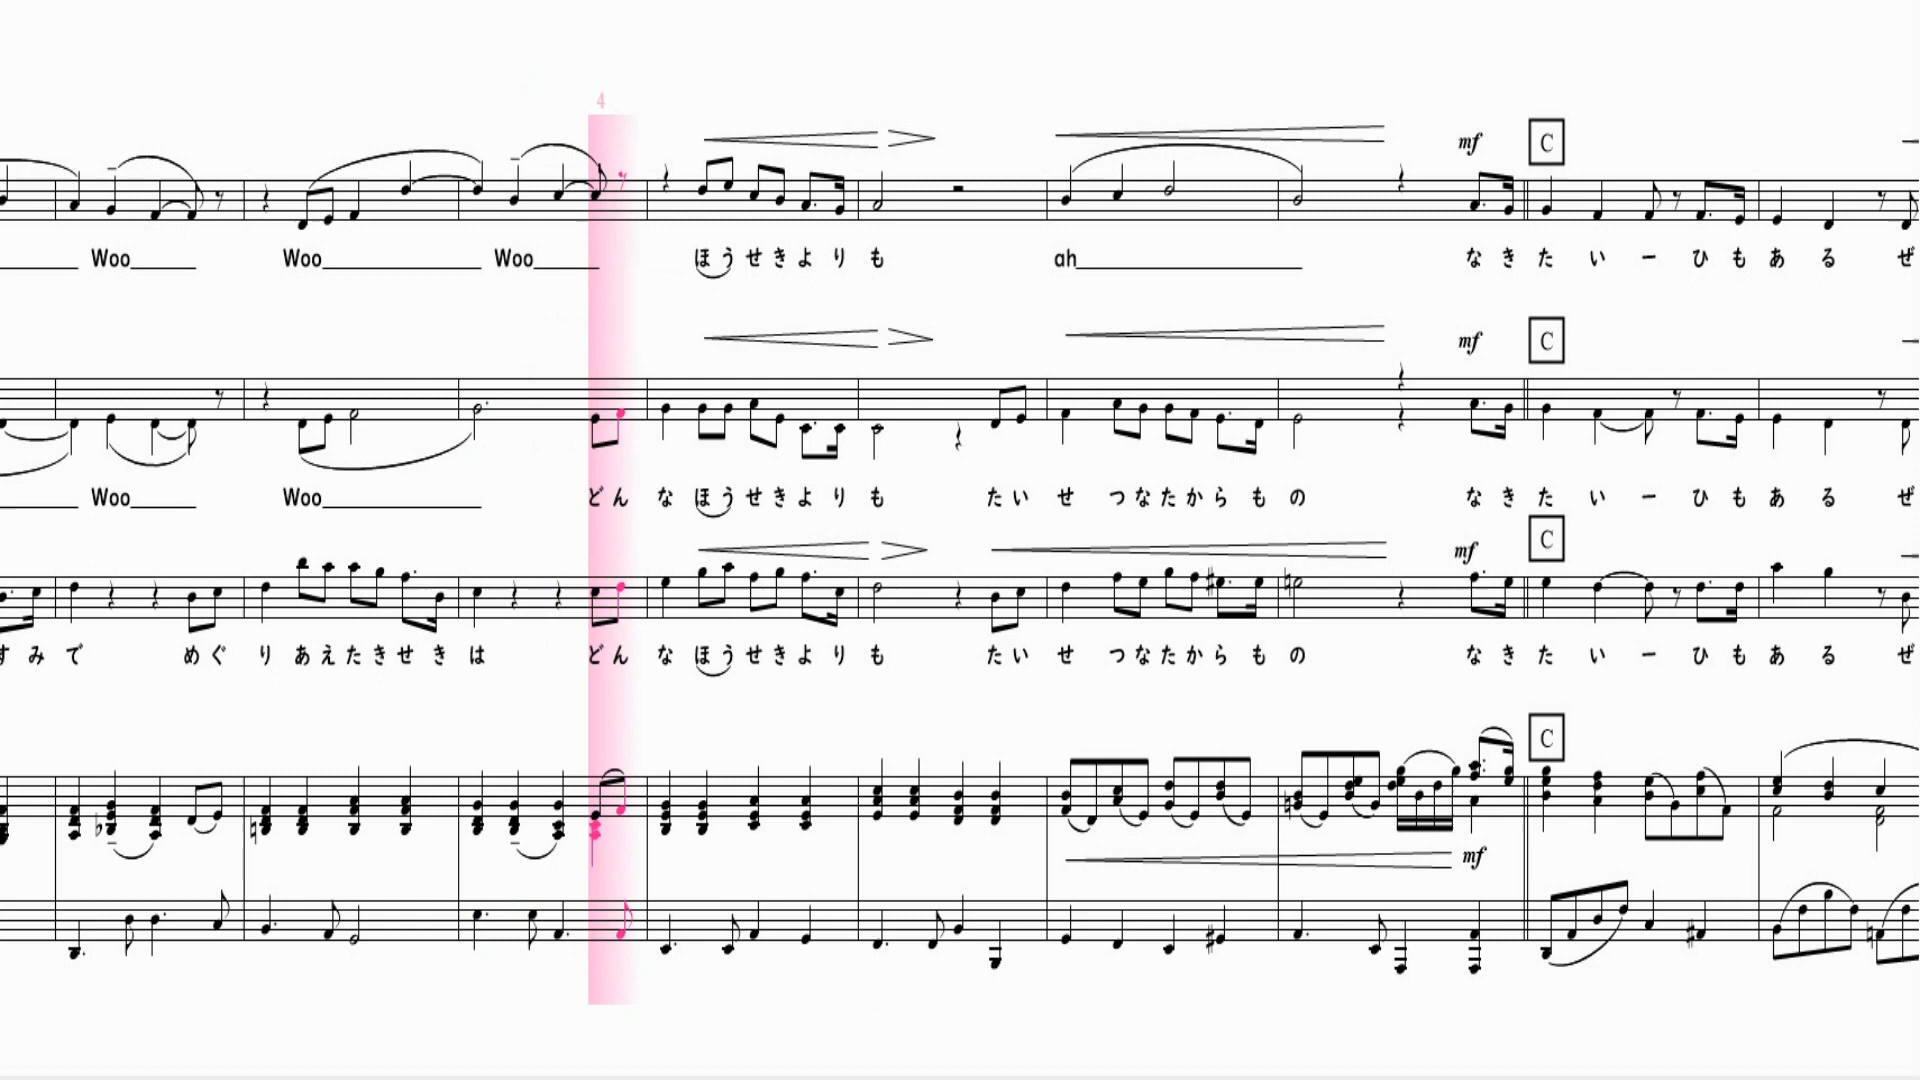 4
mf C
Woo Woo Woo ほうせきよりも ah なきたいーひもある ぜ
mf C
Woo Woo どんなほうせきよりも たいせつなたからもの なきたいーひもある ぜ
mf C
すみで めぐりあえたきせきは どんなほうせきよりも たいせつなたからもの なきたいーひもある ぜ
C
mf